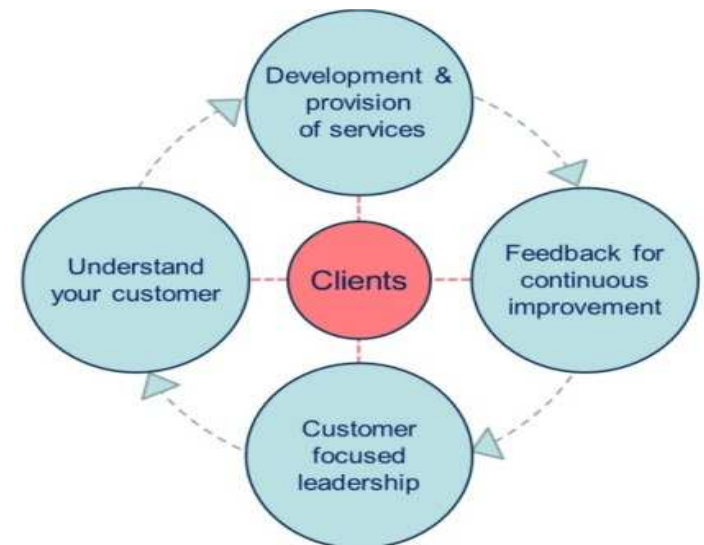 Development &
provision
of services
Understand
your customer
Clients
Feedback for
continuous
improvement
Customer
focused
leadership